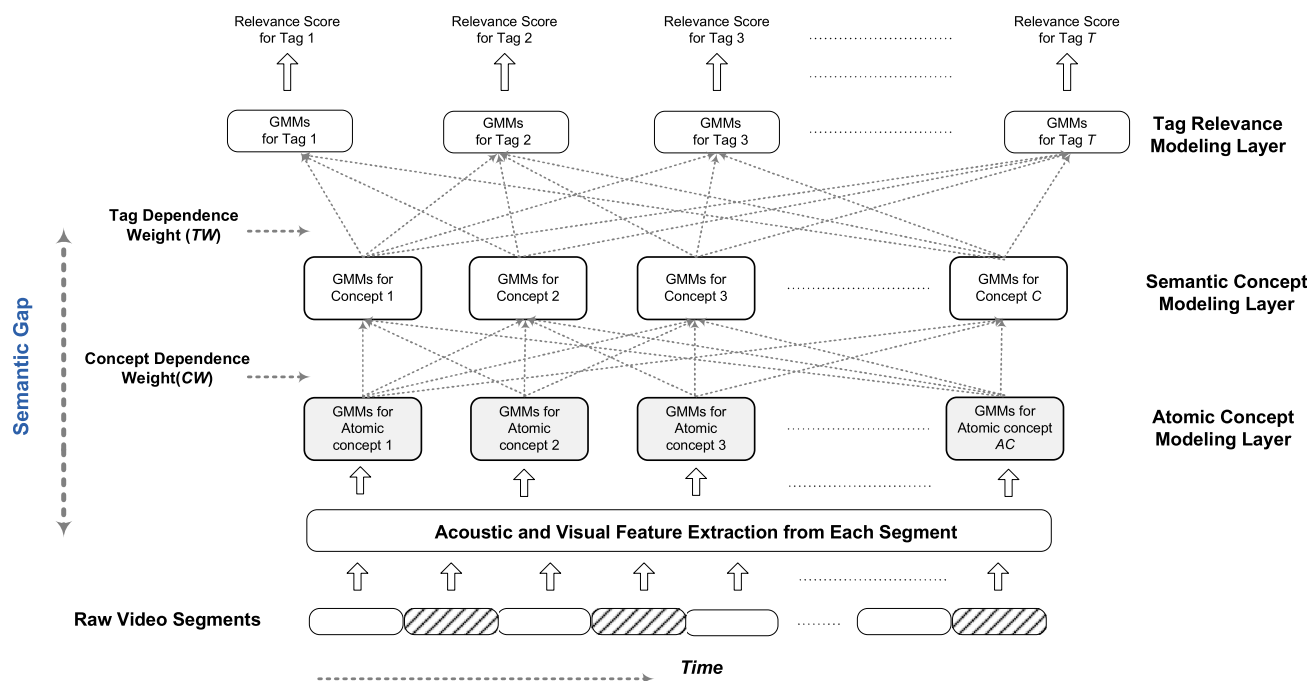 Relevance Score
for Tag 1
Relevance Score
for Tag 2
Relevance Score
for Tag 3
Relevance Score
for Tag T
GMMs
for Tag 1
GMMs
for Tag 2
GMMs
for Tag 3
GMMs
for Tag T
Tag Relevance
Modeling Layer
Tag Dependence
Weight (TW)
GMMs for
Concept 1
GMMs for
Concept 2
GMMs for
Concept 3
GMMs for
Concept C
Semantic Concept
Modeling Layer
Semantic Gap
Concept Dependence
Weight(CW)
GMMs for
Atomic
concept 1
GMMs for
Atomic
concept 2
GMMs for
Atomic
concept 3
GMMs for
Atomic concept
AC
Atomic Concept
Modeling Layer
Acoustic and Visual Feature Extraction from Each Segment
Raw Video Segments
Time